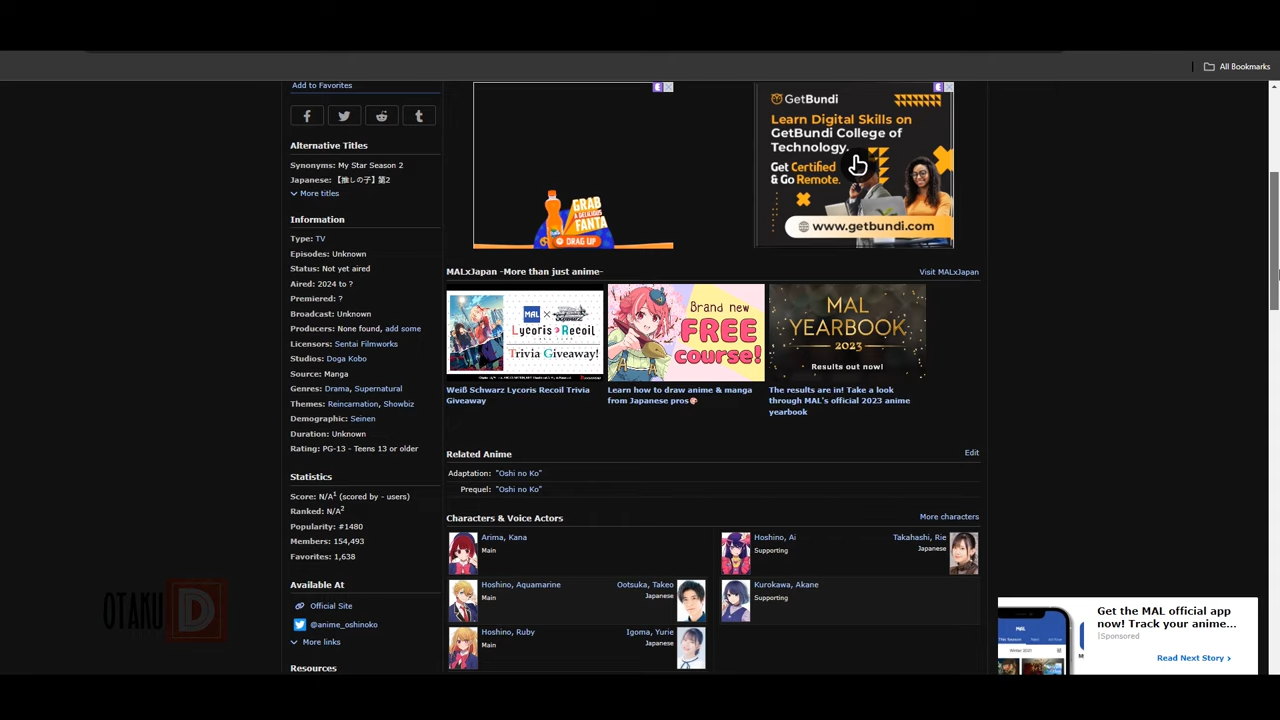 All Bookmarks
Add to Favorites
Alternative Titles
Synonyms: My Star Season 2
Japanese: 【推しの子】 第2
More titles
Information
Type: TV
Episodes: Unknown
Status: Not yet aired
Aired: 2024 to ?
Premiered: ?
Broadcast: Unknown
Producers: None found, add some
Licensors: Sentai Filmworks
Studios: Doga Kobo
Source: Manga
Genres: Drama, Supernatural
Themes: Reincarnation, Showbiz
Demographic: Seinen
Duration: Unknown
Rating: PG-13 - Teens 13 or older
Statistics
Score: N/A1 (scored by - users)
Ranked: N/A2
Popularity: #1480
Members: 154,493
Favorites: 1,638
Available At
Official Site
@anime_oshinoko
More links
Resources
GRAB
A DELICIOUS
FANTA
DRAG UP
GetBundi
Learn Digital Skills on
GetBundi College of
Technology.
Get Certified
& Go Remote.
www.getbundi.com
MALxJapan -More than just anime-
Visit MALxJapan
MAL
Lycoris Recoil
Trivia Giveaway!
Weiß Schwarz Lycoris Recoil Trivia
Giveaway
Brand new
FREE
course!
Learn how to draw anime & manga
from Japanese pros
MAL
YEARBOOK
2023
Results out now!
The results are in! Take a look
through MAL's official 2023 anime
yearbook
Related Anime
Edit
Adaptation: "Oshi no Ko"
Prequel: "Oshi no Ko"
Characters & Voice Actors
More characters
Arima, Kana
Main
Hoshino, Ai
Supporting
Takahashi, Rie
Japanese
Hoshino, Aquamarine
Main
Ootsuka, Takeo
Japanese
Kurokawa, Akane
Supporting
Hoshino, Ruby
Main
Igoma, Yurie
Japanese
Get the MAL official app
now! Track your anime...
Sponsored
Read Next Story
MAL
Winter 2021
OTAKU D